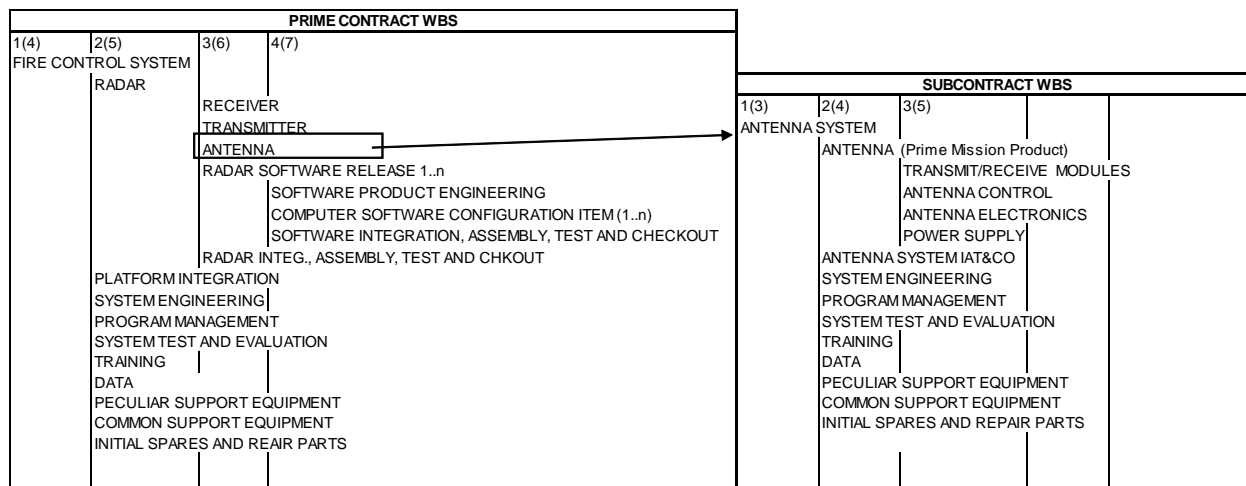 PRIME CONTRACT WBS
1(4) 2(5) 3(6) 4(7)
FIRE CONTROL SYSTEM
RADAR
RECEIVER
TRANSMITTER
ANTENNA
RADAR SOFTWARE RELEASE 1..n
SOFTWARE PRODUCT ENGINEERING
COMPUTER SOFTWARE CONFIGURATION ITEM (1..n)
SOFTWARE INTEGRATION, ASSEMBLY, TEST AND CHECKOUT
RADAR INTEG., ASSEMBLY, TEST AND CHKOUT
PLATFORM INTEGRATION
SYSTEM ENGINEERING
PROGRAM MANAGEMENT
SYSTEM TEST AND EVALUATION
TRAINING
DATA
PECULIAR SUPPORT EQUIPMENT
COMMON SUPPORT EQUIPMENT
INITIAL SPARES AND REAIR PARTS
SUBCONTRACT WBS
1(3) 2(4) 3(5)
ANTENNA SYSTEM
ANTENNA (Prime Mission Product)
TRANSMIT/RECEIVE MODULES
ANTENNA CONTROL
ANTENNA ELECTRONICS
POWER SUPPLY
ANTENNA SYSTEM IAT&CO
SYSTEM ENGINEERING
PROGRAM MANAGEMENT
SYSTEM TEST AND EVALUATION
TRAINING
DATA
PECULIAR SUPPORT EQUIPMENT
COMMON SUPPORT EQUIPMENT
INITIAL SPARES AND REPAIR PARTS